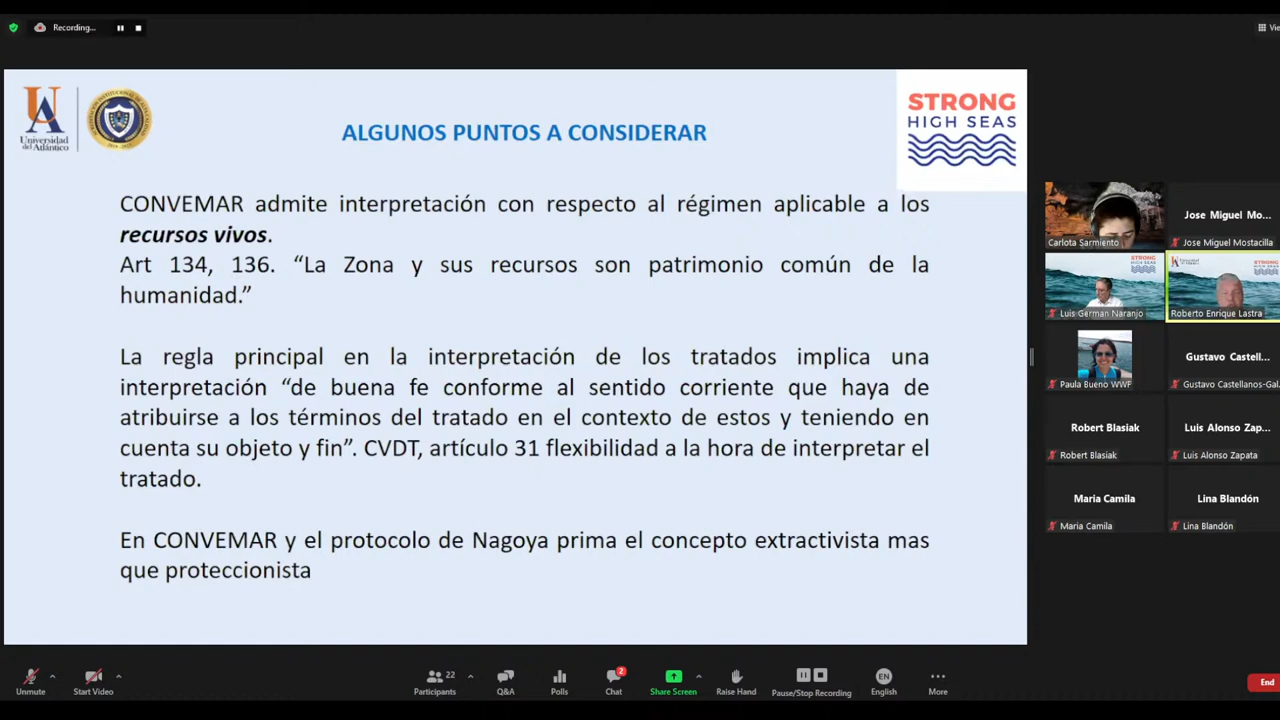 Recording...
Vie
UA
Universidad
del Atlántico
STRONG
HIGH SEAS
ALGUNOS PUNTOS A CONSIDERAR
CONVEMAR admite interpretación con respecto al régimen aplicable a los
recursos vivos.
Art 134, 136. “La Zona y sus recursos son patrimonio común de la
humanidad.”
La regla principal en la interpretación de los tratados implica una
interpretación “de buena fe conforme al sentido corriente que haya de
atribuirse a los términos del tratado en el contexto de estos y teniendo en
cuenta su objeto y fin”. CVDT, artículo 31 flexibilidad a la hora de interpretar el
tratado.
En CONVEMAR y el protocolo de Nagoya prima el concepto extractivista mas
que proteccionista
Carlota Sarmiento
Jose Miguel Mo...
Jose Miguel Mostacilla
STRONG
HIGH SEAS
Luis German Naranjo
STRONG
Roberto Enrique Lastra
Paula Bueno WWF
Gustavo Castell...
Gustavo Castellanos-Gal.
Robert Blasiak
Robert Blasiak
Luis Alonso Zap...
Luis Alonso Zapata
Maria Camila
Maria Camila
Lina Blandón
Lina Blandón
Unmute
Start Video
22
Participants
Q&A
Polls
2
Chat
Share Screen
Raise Hand
Pause/Stop Recording
EN
English
More
End